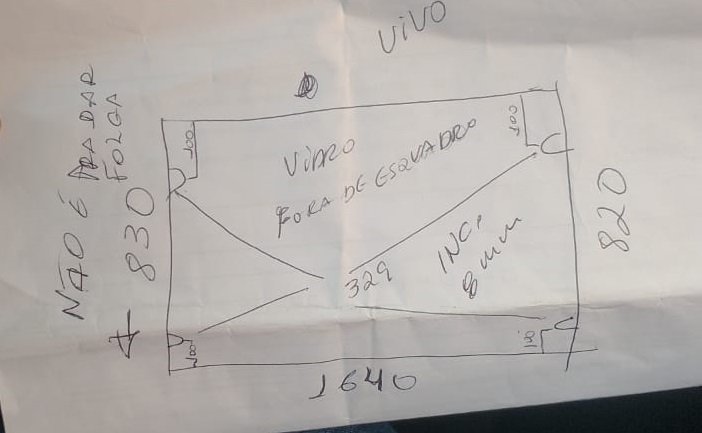 VIVO
NÃO É PRA DAR
FOLGA
830
100
100
VIDRO
FORA DE ESQUADRO
329
INC.
8mm
100
100
820
1640